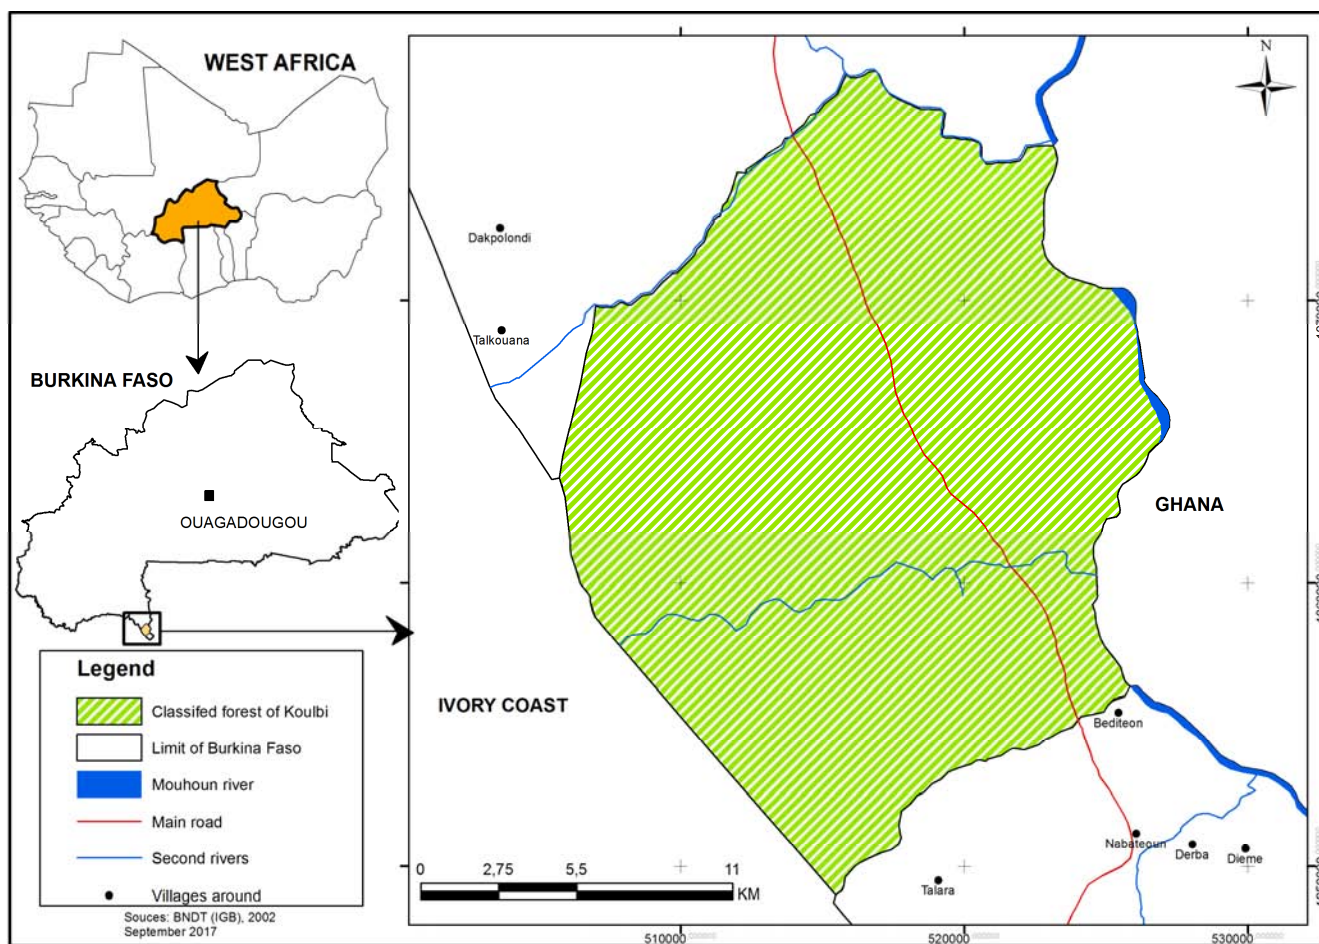 WEST AFRICA
BURKINA FASO
OUAGADOUGOU
Legend
Classifed forest of Koulbi
Limit of Burkina Faso
Mouhoun river
Main road
Second rivers
Villages around
Souces: BNDT (IGB), 2002
September 2017
N
Dakpolondi
Talkouana
GHANA
IVORY COAST
Bediteon
Nabateoun
Derba
Dieme
Talara
0 2,75 5,5 11
KM
510000
520000
530000